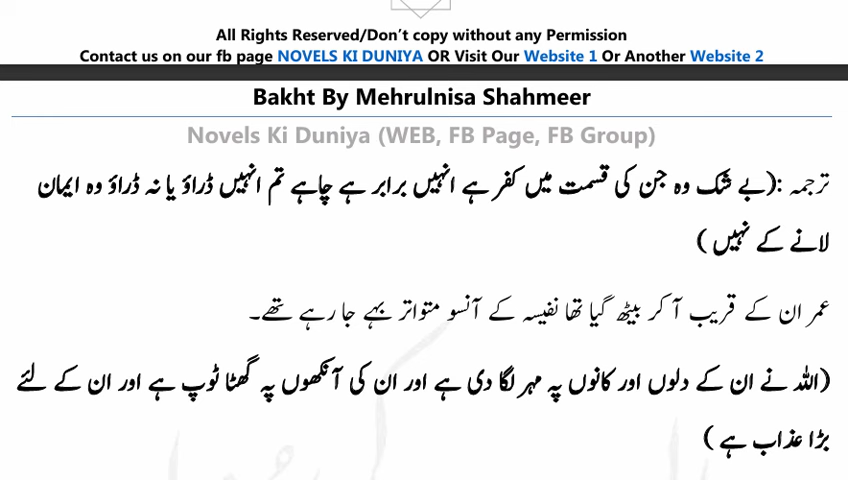 All Rights Reserved/Don’t copy without any Permission
Contact us on our fb page NOVELS KI DUNIYA OR Visit Our Website 1 Or Another Website 2
Bakht By Mehrulnisa Shahmeer
Novels Ki Duniya (WEB, FB Page, FB Group)
ترجمہ :(بے شک وہ جن کی قسمت میں کفر ہے انہیں برابر ہے چاہے تم انہیں ڈراؤ یا نہ ڈراؤ وہ ایمان
لانے کے نہیں )
عمر ان کے قریب آ کر بیٹھ گیا تھا نفیسہ کے آنسو متواتر بہے جا رہے تھے۔
(اللہ نے ان کے دلوں اور کانوں پہ مہر لگا دی ہے اور ان کی آنکھوں پہ گھٹا ٹوپ ہے اور ان کے لئے
بڑا عذاب ہے )